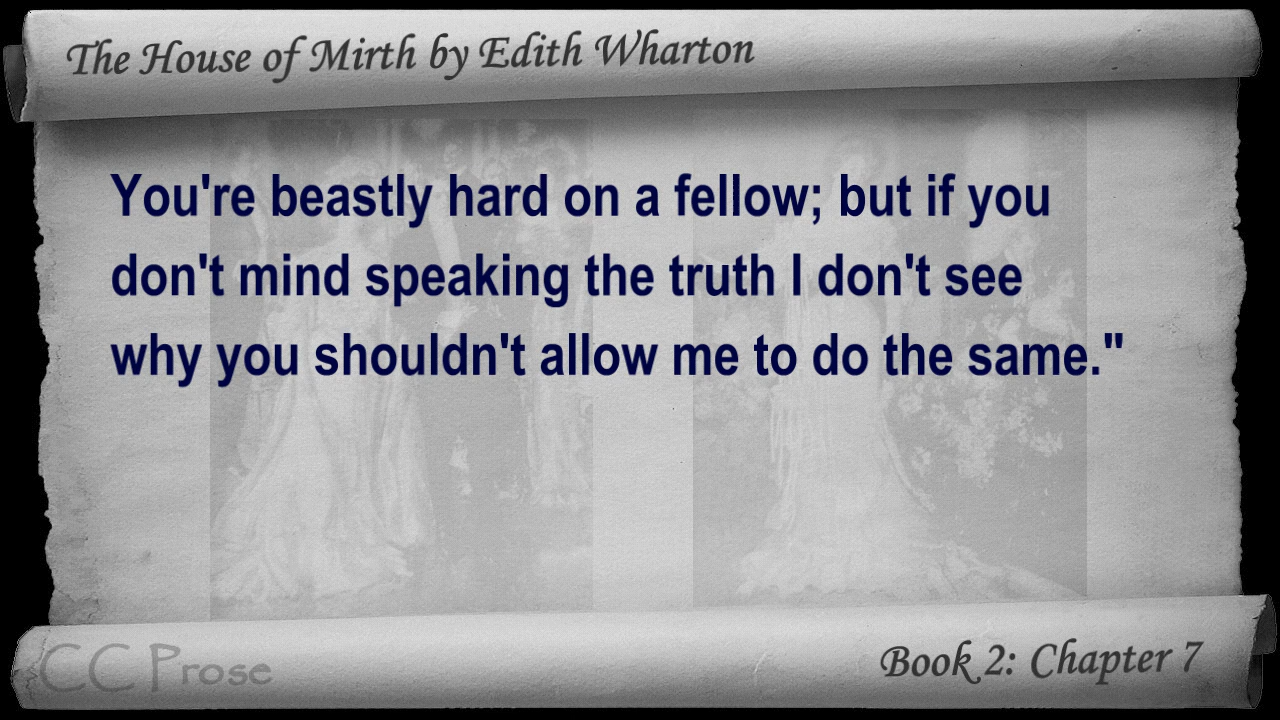 The House of Mirth by Edith Wharton
You're beastly hard on a fellow; but if you
don't mind speaking the truth I don't see
why you shouldn't allow me to do the same."
CC Prose
Book 2: Chapter 7